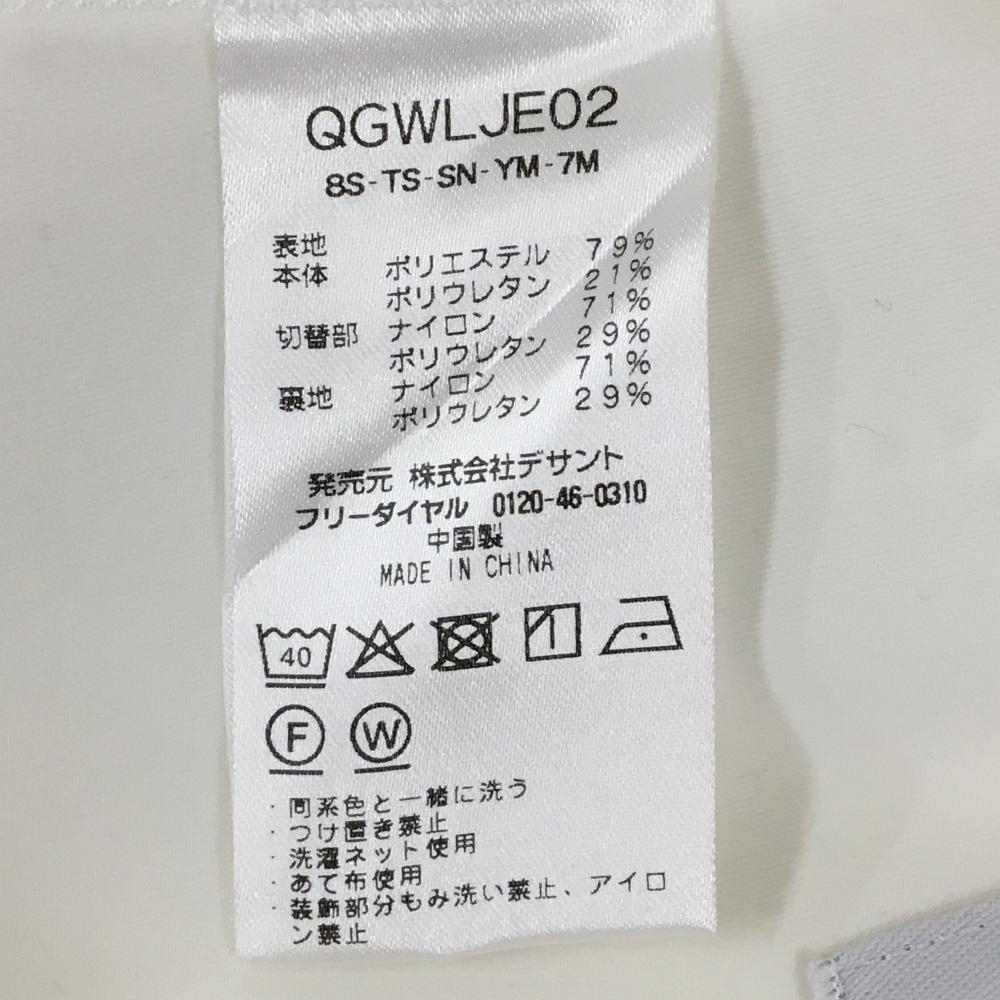 QGWLJE02
8S-TS-SN-YM-7M
表地
本体 ポリエステル 79%
ポリウレタン 21%
切替部 ナイロン 71%
ポリウレタン 29%
裏地 ナイロン 71%
ポリウレタン 29%
発売元 株式会社デサント
フリーダイヤル 0120-46-0310
中国製
MADE IN CHINA
40
F W
・同系色と一緒に洗う
・つけ置き禁止
・洗濯ネット使用
・あて布使用
・装飾部分もみ洗い禁止、アイロ
ン禁止